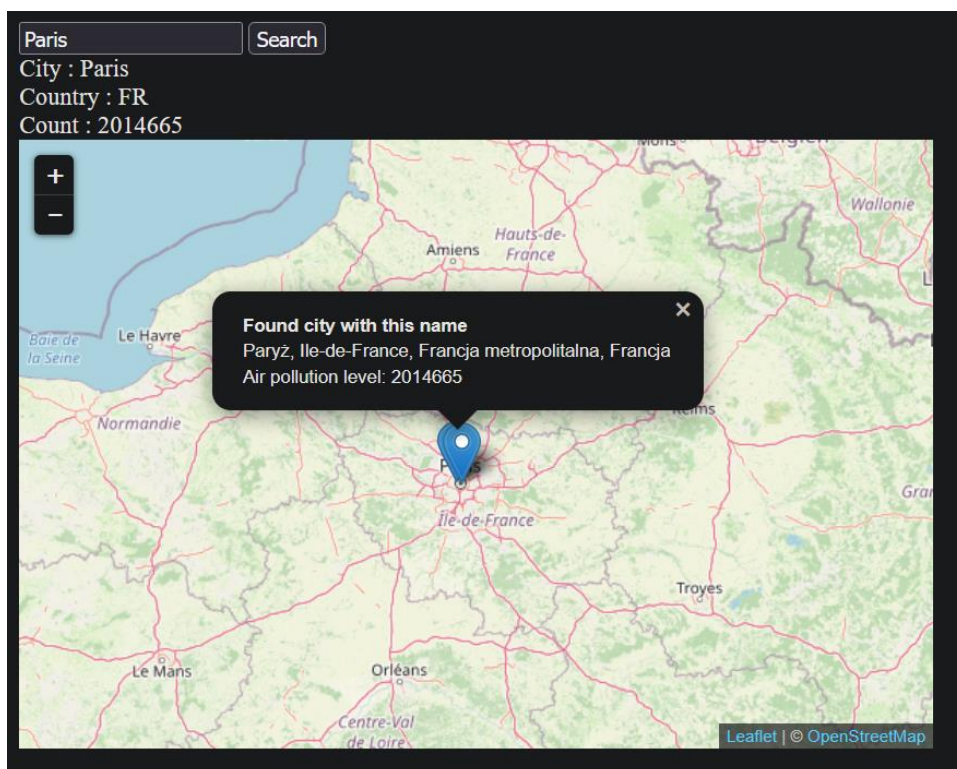 Paris
Search
City : Paris
Country : FR
Count : 2014665
+
−
Wallonie
Amiens
Hauts-de-
France
Baie de
la Seine
Le Havre
×
Found city with this name
Paryż, Ile-de-France, Francja metropolitalna, Francja
Air pollution level: 2014665
Normandie
Île-de-France
Troyes
Le Mans
Orléans
Centre-Val
de Loire
Leaflet | © OpenStreetMap